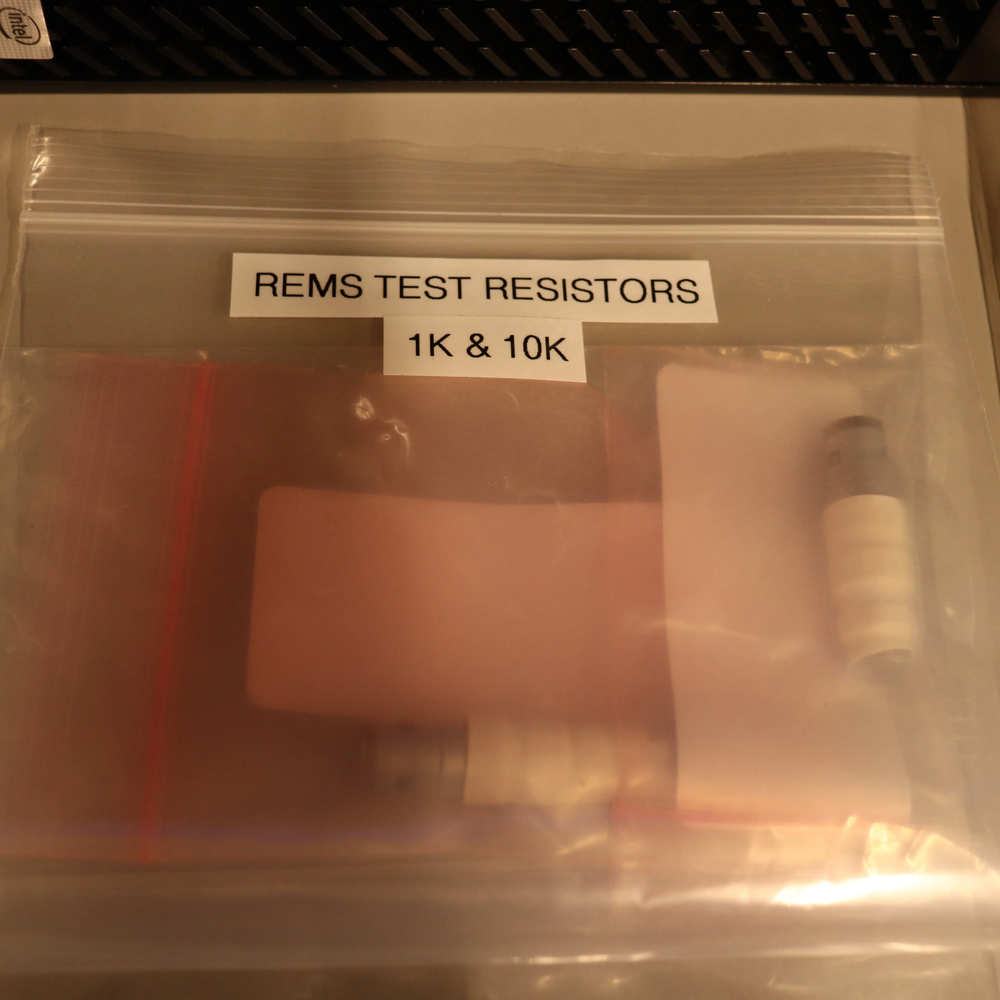 intel
REMS TEST RESISTORS
1K & 10K